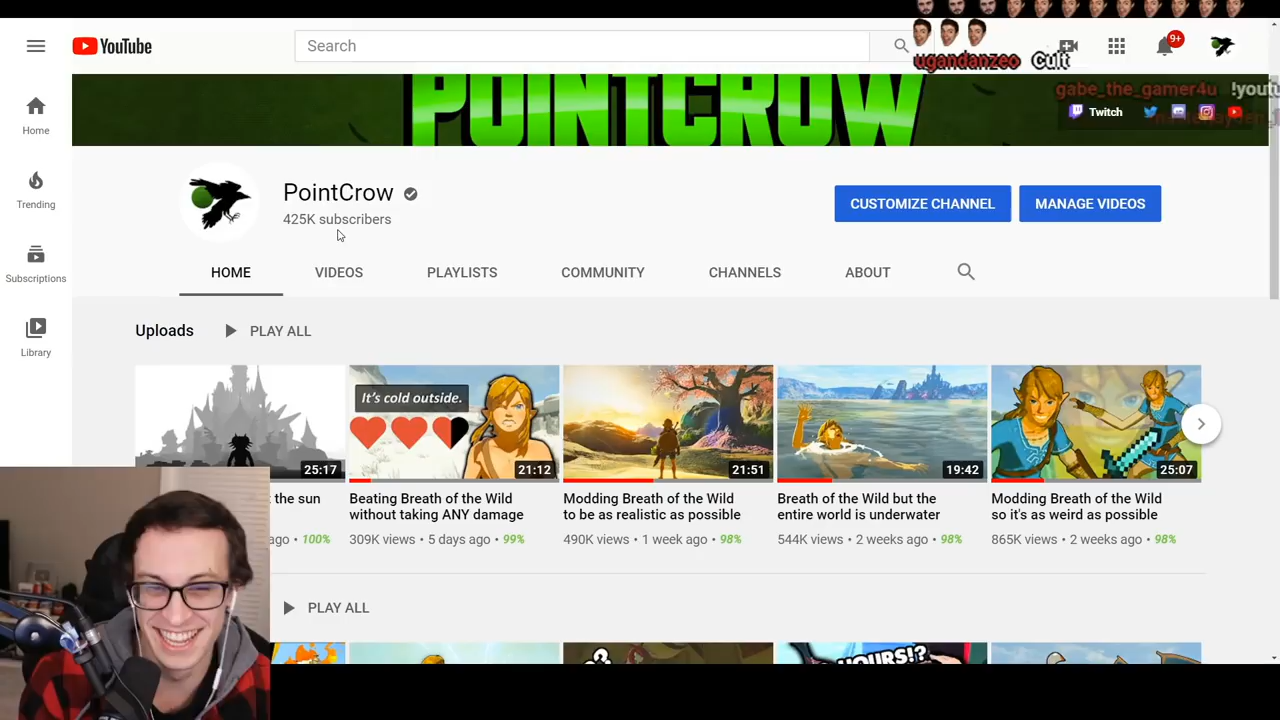 YouTube
Search
9+
ugandanzeo Cult
gabe_the_gamer4u !yout
Twitch
POINTCROW
PointCrow
425K subscribers
CUSTOMIZE CHANNEL
MANAGE VIDEOS
Home
Trending
Subscriptions
Library
HOME
VIDEOS
PLAYLISTS
COMMUNITY
CHANNELS
ABOUT
Uploads
PLAY ALL
It's cold outside.
25:17
21:12
21:51
19:42
25:07
the sun
Beating Breath of the Wild
without taking ANY damage
Modding Breath of the Wild
to be as realistic as possible
Breath of the Wild but the
entire world is underwater
Modding Breath of the Wild
so it's as weird as possible
ago • 100%
309K views • 5 days ago • 99%
490K views • 1 week ago • 98%
544K views • 2 weeks ago • 98%
865K views • 2 weeks ago • 98%
PLAY ALL
HOURS!?